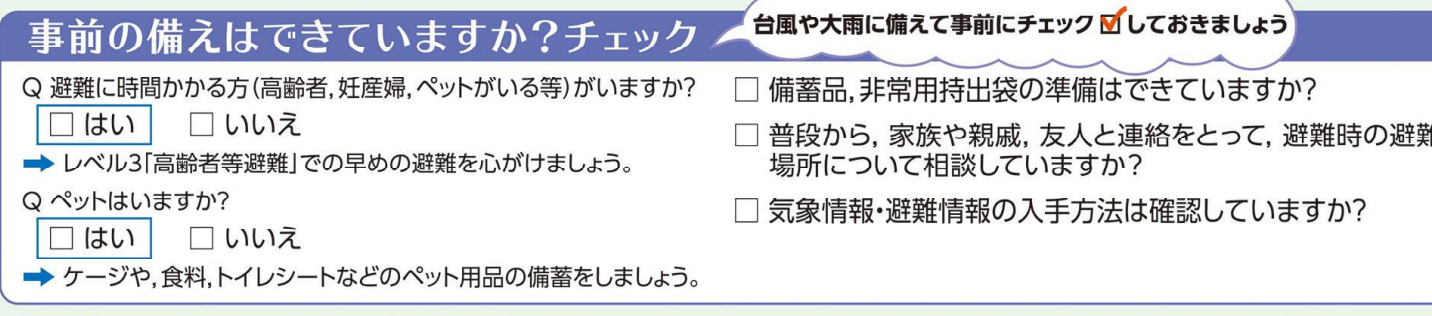 事前の備えはできていますか?チェック
台風や大雨に備えて事前にチェック☑しておきましょう
Q 避難に時間かかる方(高齢者,妊産婦,ペットがいる等)がいますか?
□ はい □ いいえ
➡ レベル3「高齢者等避難」での早めの避難を心がけましょう。
Q ペットはいますか?
□ はい □ いいえ
➡ ケージや,食料,トイレシートなどのペット用品の備蓄をしましょう。
□ 備蓄品,非常用持出袋の準備はできていますか?
□ 普段から,家族や親戚,友人と連絡をとって,避難時の避難
場所について相談していますか?
□ 気象情報・避難情報の入手方法は確認していますか?